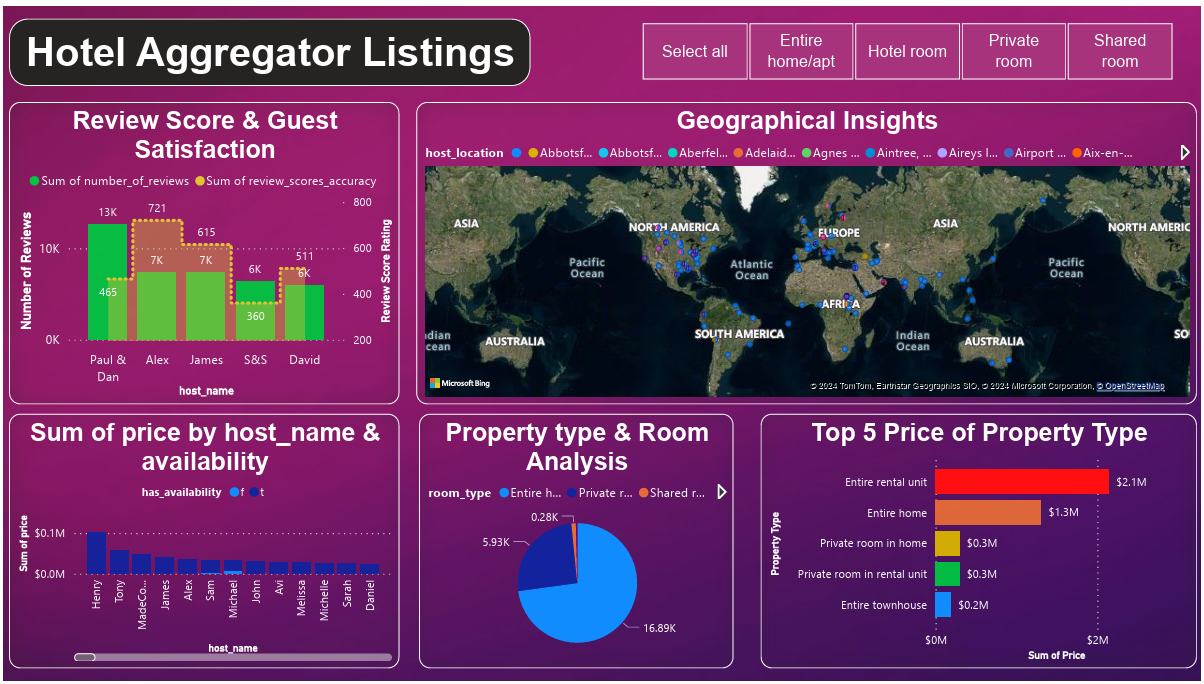 Hotel Aggregator Listings
Select all
Entire
home/apt
Hotel room
Private
room
Shared
room
Review Score & Guest
Satisfaction
Sum of number_of_reviews
Sum of review_scores_accuracy
Number of Reviews
10K
0K
13K
721
615
511
7K
7K
6K
6K
465
360
800
600
400
200
Review Score Rating
Paul &
Dan
Alex
James
S&S
David
host_name
Geographical Insights
host_location
Abbotsf...
Abbotsf...
Aberfel...
Adelaid...
Agnes ...
Aintree, ...
Aireys I...
Airport ...
Aix-en-...
ASIA
NORTH AMERICA
EUROPE
ASIA
NORTH AMERIC
Pacific
Ocean
Atlantic
Ocean
Pacific
Ocean
AFRICA
SOUTH AMERICA
SO
dian
cean
AUSTRALIA
Indian
Ocean
AUSTRALIA
Microsoft Bing
© 2024 TomTom, Earthstar Geographics SIO, © 2024 Microsoft Corporation, © OpenStreetMap
Sum of price by host_name &
availability
has_availability
f
t
Sum of price
$0.1M
$0.0M
Henry
Tony
MadeCo...
James
Alex
Sam
Michael
John
Avi
Melissa
Michelle
Sarah
Daniel
host_name
Property type & Room
Analysis
room_type
Entire h...
Private r...
Shared r...
0.28K
5.93K
16.89K
Top 5 Price of Property Type
Property Type
Entire rental unit
$2.1M
Entire home
$1.3M
Private room in home
$0.3M
Private room in rental unit
$0.3M
Entire townhouse
$0.2M
$0M
$2M
Sum of Price